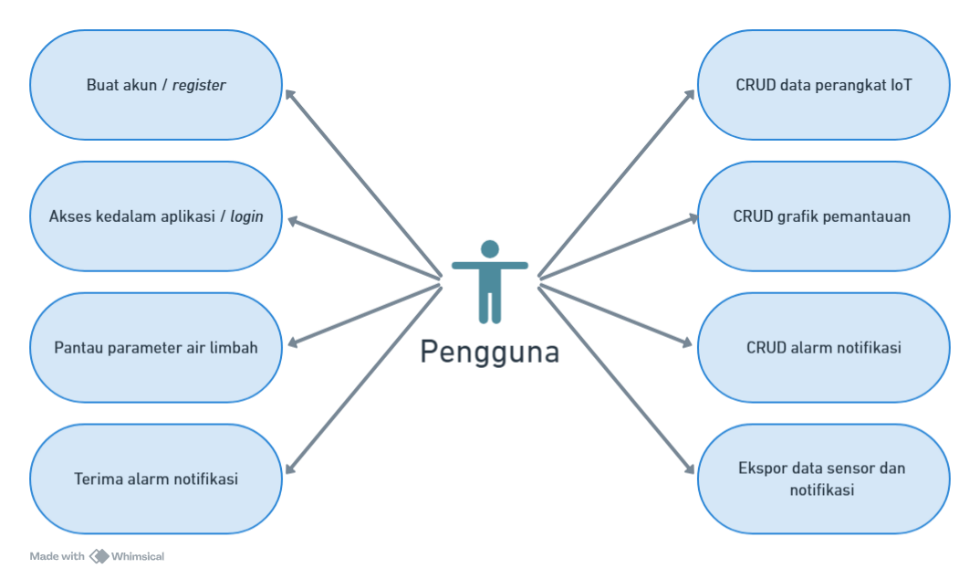 Buat akun / register
Akses kedalam aplikasi / login
Pantau parameter air limbah
Terima alarm notifikasi
Pengguna
CRUD data perangkat IoT
CRUD grafik pemantauan
CRUD alarm notifikasi
Ekspor data sensor dan
notifikasi
Made with Whimsical